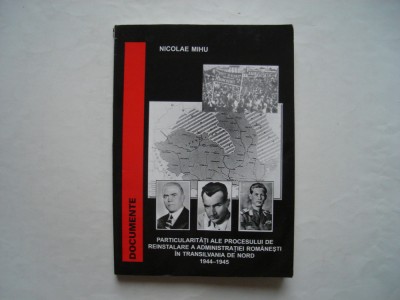 NICOLAE MIHU
DOCUMENTE
PARTICULARITĂȚI ALE PROCESULUI DE
REINSTALARE A ADMINISTRAȚIEI ROMÂNEȘTI
ÎN TRANSILVANIA DE NORD
1944-1945